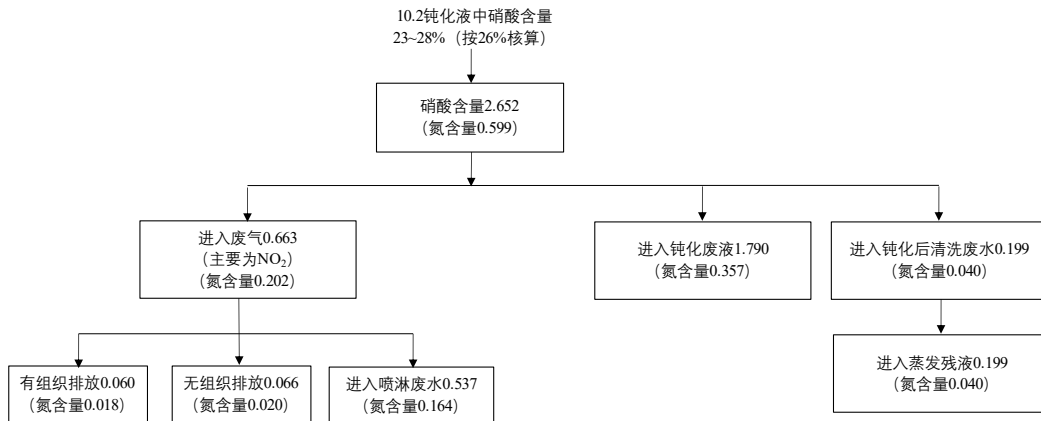 10.2钝化液中硝酸含量
23~28%（按26%核算）
硝酸含量2.652
（氮含量0.599）
进入废气0.663
（主要为NO₂）
（氮含量0.202）
进入钝化废液1.790
（氮含量0.357）
进入钝化后清洗废水0.199
（氮含量0.040）
有组织排放0.060
（氮含量0.018）
无组织排放0.066
（氮含量0.020）
进入喷淋废水0.537
（氮含量0.164）
进入蒸发残液0.199
（氮含量0.040）